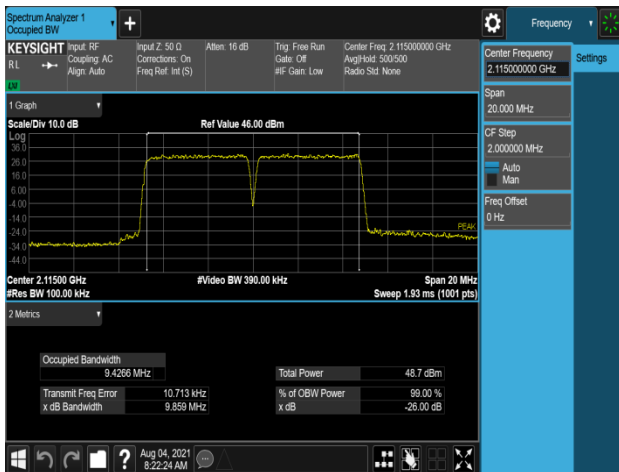 Spectrum Analyzer 1
Occupied BW
+
Frequency
KEYSIGHT
Input: RF
Coupling: AC
Align: Auto
Input Z: 50 Ω
Corrections: On
Freq Ref: Int (S)
Atten: 16 dB
Trig: Free Run
Gate: Off
#IF Gain: Low
Center Freq: 2.115000000 GHz
Avg|Hold: 500/500
Radio Std: None
RL
LXI
Center Frequency
2.115000000 GHz
Settings
Span
20.000 MHz
CF Step
2.000000 MHz
Auto
Man
Freq Offset
0 Hz
1 Graph
Scale/Div 10.0 dB
Ref Value 46.00 dBm
Log
36.0
26.0
16.0
6.00
-4.00
-14.0
-24.0
-34.0
-44.0
PEAK
Center 2.11500 GHz
#Video BW 390.00 kHz
Span 20 MHz
#Res BW 100.00 kHz
Sweep 1.93 ms (1001 pts)
2 Metrics
Occupied Bandwidth
9.4266 MHz
Total Power
48.7 dBm
Transmit Freq Error
10.713 kHz
% of OBW Power
99.00 %
x dB Bandwidth
9.859 MHz
x dB
-26.00 dB
?
Aug 04, 2021
8:22:24 AM